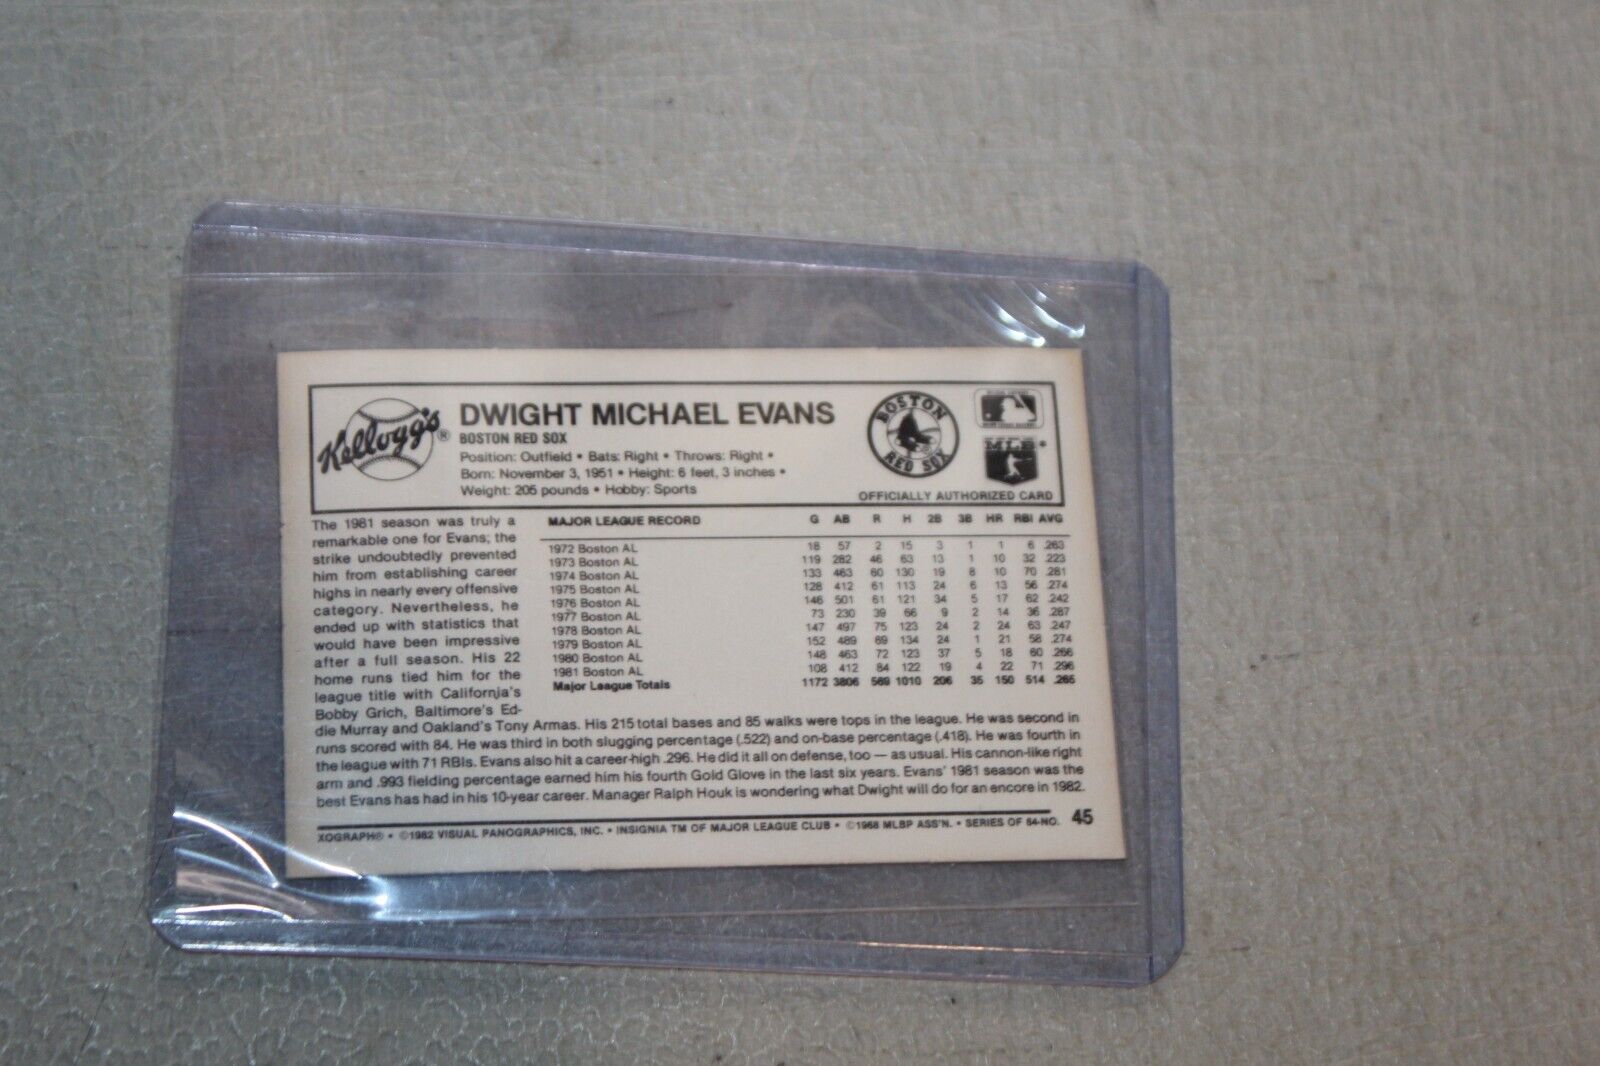 Kellogg's®
DWIGHT MICHAEL EVANS
BOSTON RED SOX
Position: Outfield • Bats: Right • Throws: Right •
Born: November 3, 1951 • Height: 6 feet, 3 inches •
Weight: 205 pounds • Hobby: Sports
BOSTON
RED SOX
MLB
OFFICIALLY AUTHORIZED CARD
The 1981 season was truly a
remarkable one for Evans; the
strike undoubtedly prevented
him from establishing career
highs in nearly every offensive
category. Nevertheless, he
ended up with statistics that
would have been impressive
after a full season. His 22
home runs tied him for the
league title with California's
Bobby Grich, Baltimore's Ed-
die Murray and Oakland's Tony Armas. His 215 total bases and 85 walks were tops in the league. He was second in
runs scored with 84. He was third in both slugging percentage (.522) and on-base percentage (.418). He was fourth in
the league with 71 RBIs. Evans also hit a career-high .296. He did it all on defense, too — as usual. His cannon-like right
arm and .993 fielding percentage earned him his fourth Gold Glove in the last six years. Evans' 1981 season was the
best Evans has had in his 10-year career. Manager Ralph Houk is wondering what Dwight will do for an encore in 1982.
MAJOR LEAGUE RECORD G AB R H 2B 3B HR RBI AVG
1972 Boston AL 18 57 2 15 3 1 1 6 .263
1973 Boston AL 119 282 46 63 13 1 10 32 .223
1974 Boston AL 133 463 60 130 19 8 10 70 .281
1975 Boston AL 128 412 61 113 24 6 13 56 .274
1976 Boston AL 146 501 61 121 34 5 17 62 .242
1977 Boston AL 73 230 39 66 9 2 14 36 .287
1978 Boston AL 147 497 75 123 24 2 24 63 .247
1979 Boston AL 152 489 69 134 24 1 21 58 .274
1980 Boston AL 148 463 72 123 37 5 18 60 .266
1981 Boston AL 108 412 84 122 19 4 22 71 .296
Major League Totals 1172 3806 569 1010 206 35 150 514 .265
XOGRAPH® • ©1982 VISUAL PANOGRAPHICS, INC. • INSIGNIA TM OF MAJOR LEAGUE CLUB • ©1968 MLBP ASS'N. • SERIES OF 64-NO. 45